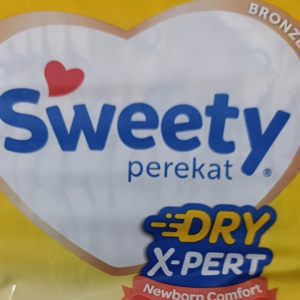 BRONZE
Sweety
perekat
®
DRY
X-PERT
Newborn Comfort